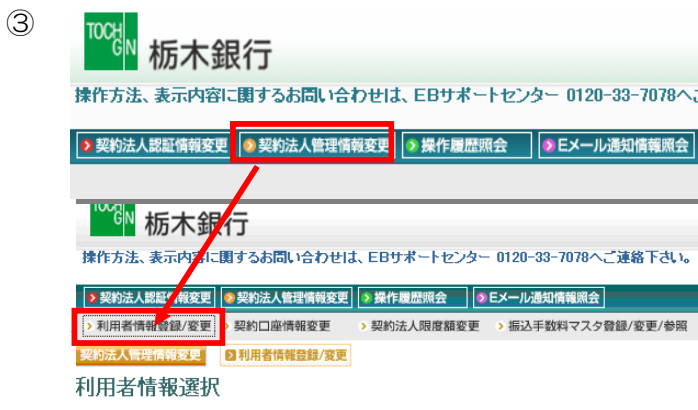 ③
TOCHGIN 栃木銀行
操作方法、表示内容に関するお問い合わせは、EBサポートセンター 0120-33-7078へご
契約法人認証情報変更 契約法人管理情報変更 操作履歴照会 Eメール通知情報照会
GIN 栃木銀行
操作方法、表示内容に関するお問い合わせは、EBサポートセンター 0120-33-7078へご連絡下さい。
契約法人認証情報変更 契約法人管理情報変更 操作履歴照会 Eメール通知情報照会
利用者情報登録/変更 契約口座情報変更 契約法人限度額変更 振込手数料マスタ登録/変更/参照
契約法人管理情報変更 利用者情報登録/変更
利用者情報選択